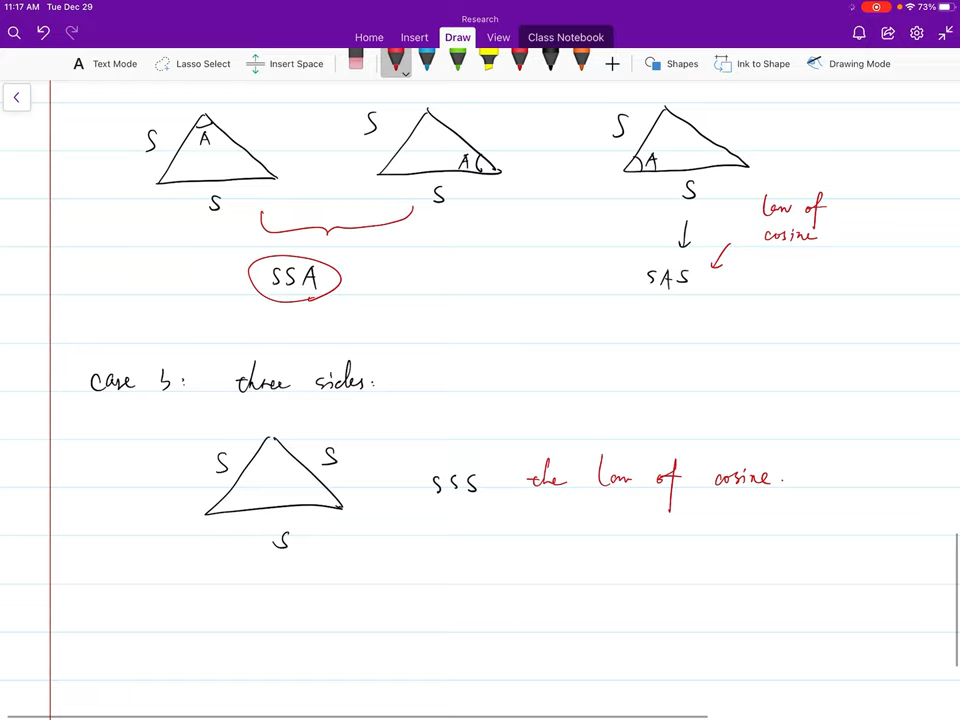 11:17 AM Tue Dec 29
73%
Research
Home Insert Draw View Class Notebook
Text Mode Lasso Select Insert Space + Shapes Ink to Shape Drawing Mode
S A S
S A S
S A S
law of
cosine
SSA
SAS
case b: three sides:
S S
S
SSS the law of cosine.